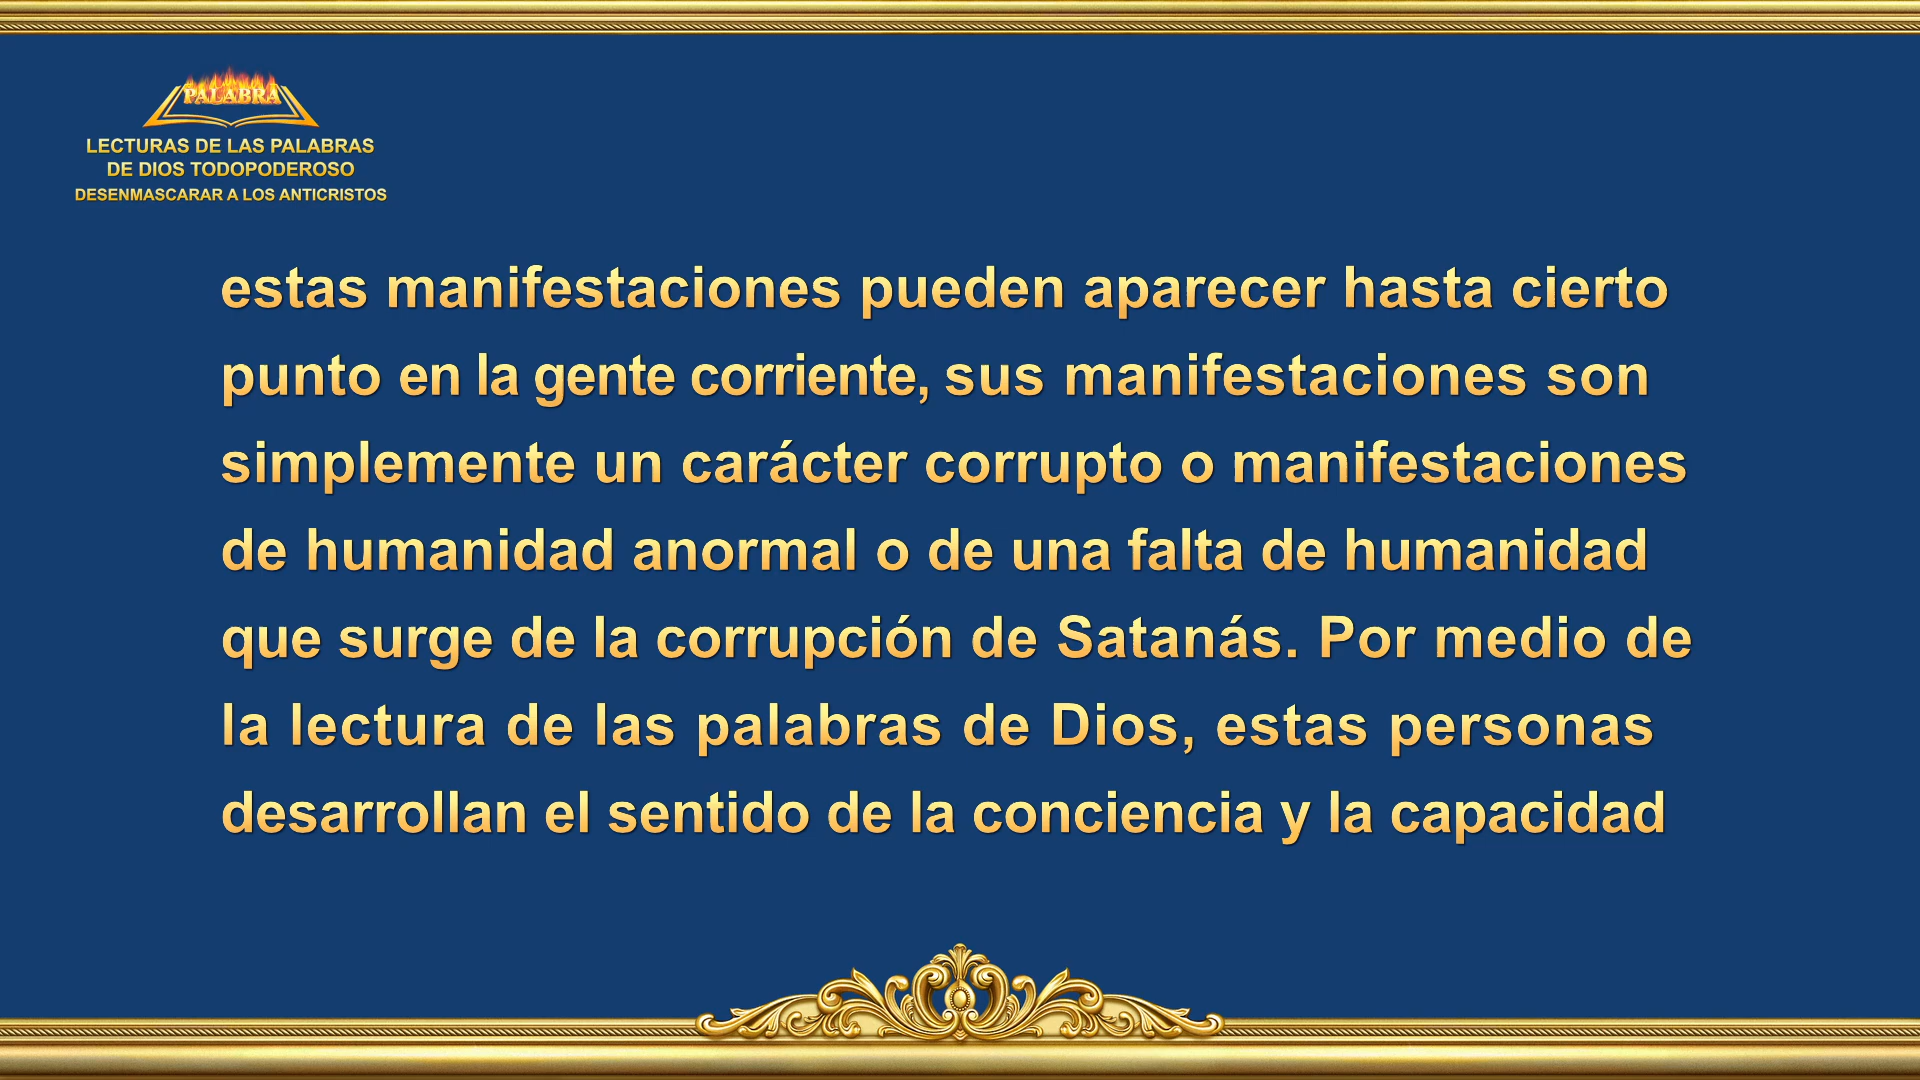 PALABRA
LECTURAS DE LAS PALABRAS
DE DIOS TODOPODEROSO
DESENMASCARAR A LOS ANTICRISTOS
estas manifestaciones pueden aparecer hasta cierto
punto en la gente corriente, sus manifestaciones son
simplemente un carácter corrupto o manifestaciones
de humanidad anormal o de una falta de humanidad
que surge de la corrupción de Satanás. Por medio de
la lectura de las palabras de Dios, estas personas
desarrollan el sentido de la conciencia y la capacidad